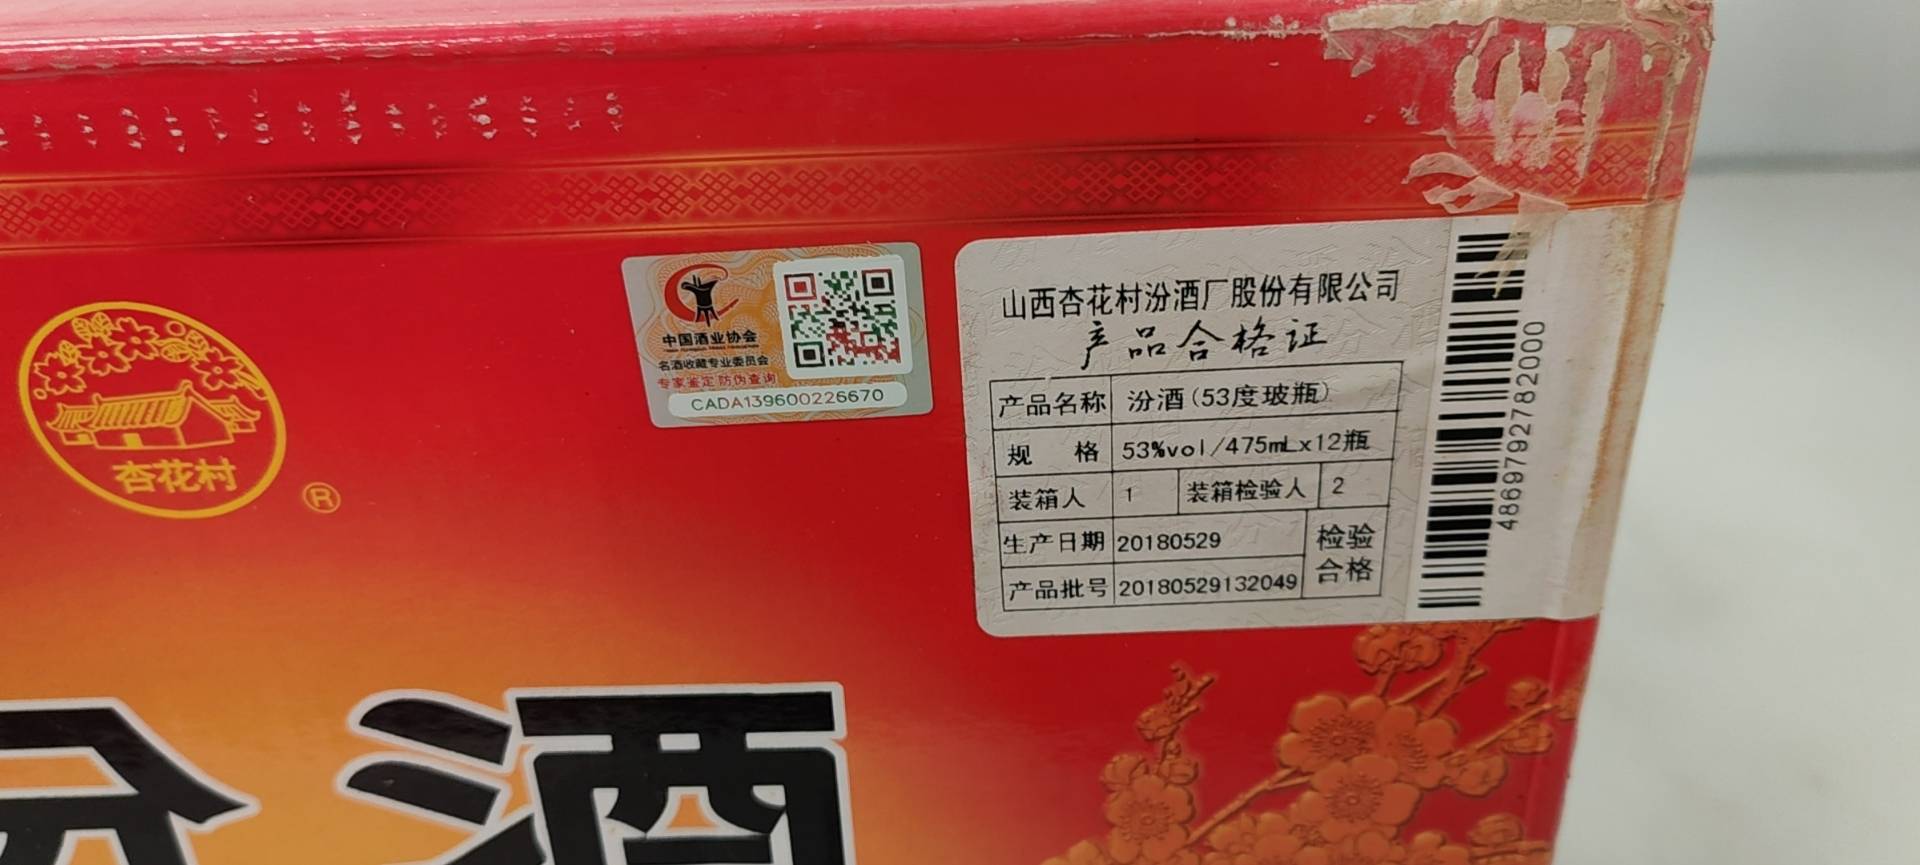 杏花村
®
中国酒业协会
名酒收藏专业委员会
专家鉴定 防伪查询
CADA139600226670
山西杏花村汾酒厂股份有限公司
产品合格证
产品名称 汾酒(53度玻瓶)
规 格 53%vol/475mLx12瓶
装箱人 1 装箱检验人 2
生产日期 20180529 检验
产品批号 20180529132049 合格
4869792782000
汾酒